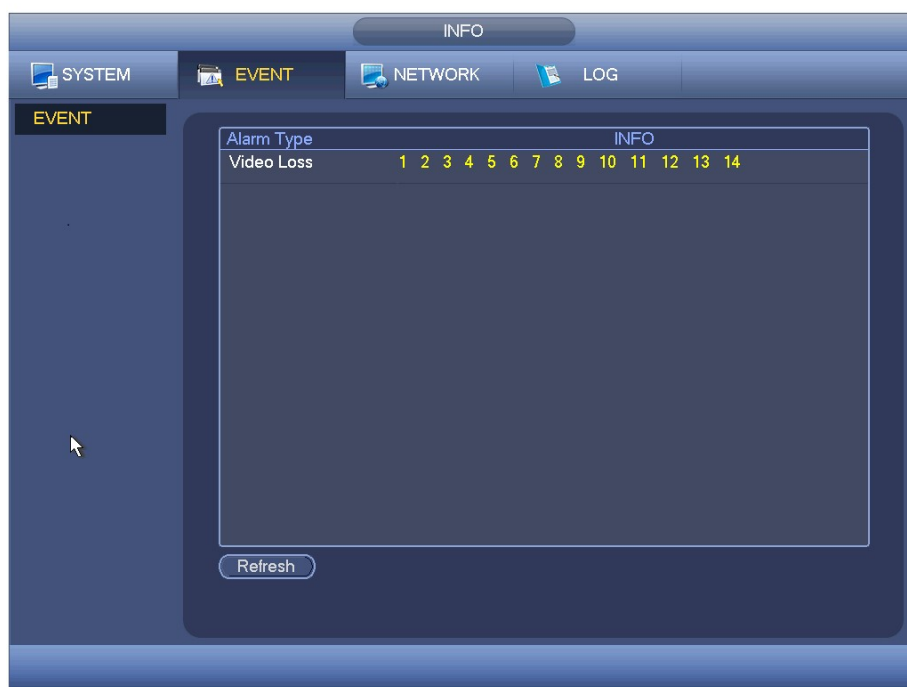 INFO
SYSTEM EVENT NETWORK LOG
EVENT
Alarm Type INFO
Video Loss 1 2 3 4 5 6 7 8 9 10 11 12 13 14
Refresh